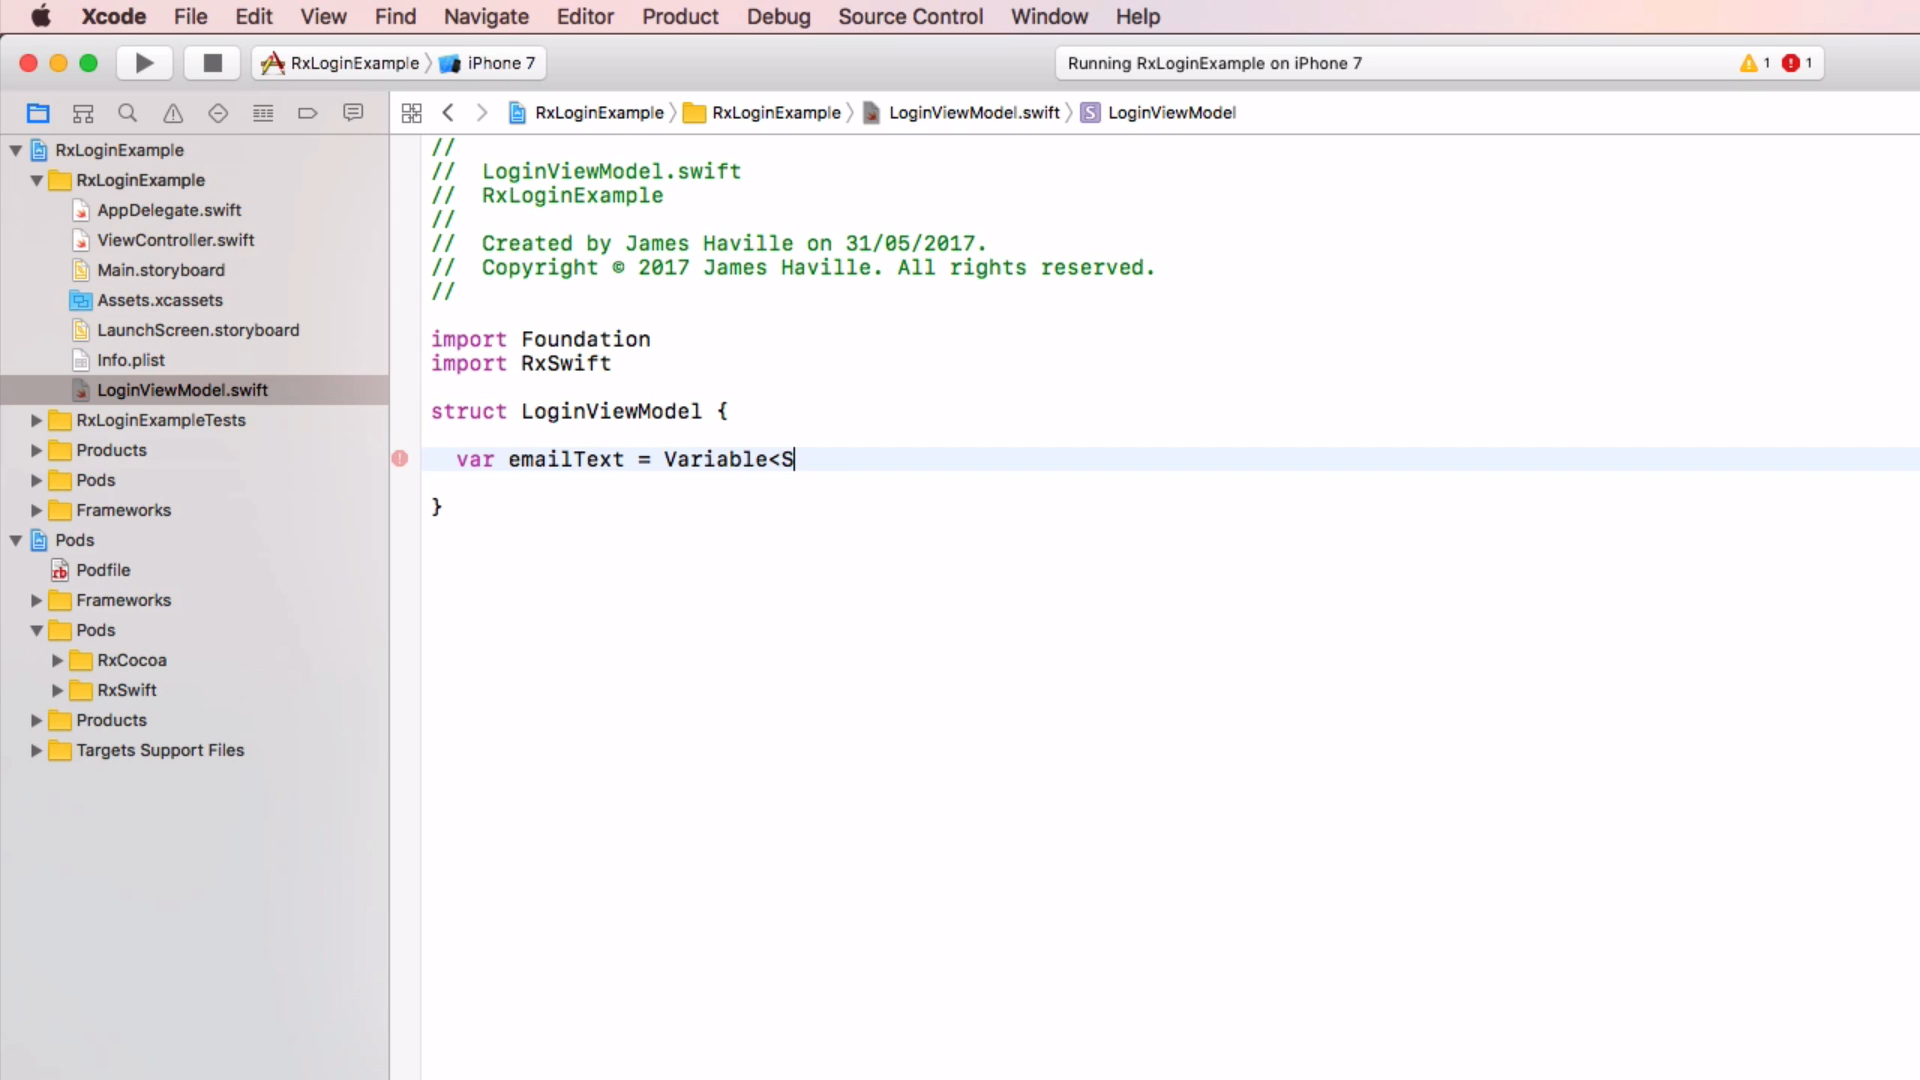 Xcode File Edit View Find Navigate Editor Product Debug Source Control Window Help
RxLoginExample iPhone 7 Running RxLoginExample on iPhone 7 1 1
RxLoginExample RxLoginExample LoginViewModel.swift S LoginViewModel
RxLoginExample
RxLoginExample
AppDelegate.swift
ViewController.swift
Main.storyboard
Assets.xcassets
LaunchScreen.storyboard
Info.plist
LoginViewModel.swift
RxLoginExampleTests
Products
Pods
Frameworks
Pods
rb Podfile
Frameworks
Pods
RxCocoa
RxSwift
Products
Targets Support Files
//
// LoginViewModel.swift
// RxLoginExample
//
// Created by James Haville on 31/05/2017.
// Copyright © 2017 James Haville. All rights reserved.
//
import Foundation
import RxSwift
struct LoginViewModel {
var emailText = Variable<S
}